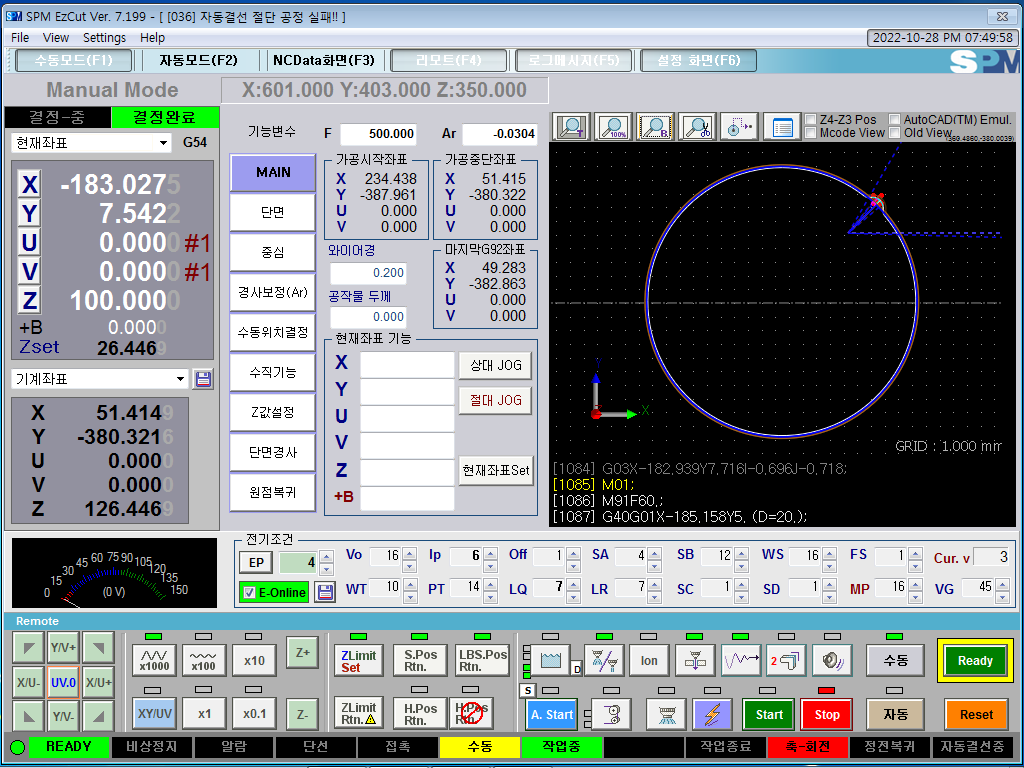 SPM EzCut Ver. 7.199 - [ [036] 자동결선 절단 공정 실패!! ]
File View Settings Help
2022-10-28 PM 07:49:58
수동모드(F1) 자동모드(F2) NCData화면(F3) 리모트(F4) 로그메시지(F5) 설정 화면(F6) SPM
Manual Mode X:601.000 Y:403.000 Z:350.000
결정-중 결정완료
현재좌표 G54
X -183.0275
Y 7.5422
U 0.0000 #1
V 0.0000 #1
Z 100.0000
+B 0.0000
Zset 26.4469
기계좌표
X 51.4149
Y -380.3216
U 0.0000
V 0.0000
Z 126.4469
기능변수 F 500.000 Ar -0.0304
MAIN
단면
중심
경사보정(Ar)
수동위치결정
수직기능
Z값설정
단면경사
원점복귀
가공시작좌표
X 234.438
Y -387.961
U 0.000
V 0.000
가공중단좌표
X 51.415
Y -380.322
U 0.000
V 0.000
와이어경
0.200
공작물 두께
0.000
마지막G92좌표
X 49.283
Y -382.863
U 0.000
V 0.000
현재좌표 기능
X
Y
U
V
Z
+B
상대 JOG
절대 JOG
현재좌표Set
T 100% B
Z4-Z3 Pos AutoCAD(TM) Emul.
Mcode View Old View
(369.4860,-380.0039)
Y
X
GRID : 1.000 mm
[1084] G03X-182.939Y7.716I-0.696J-0.718;
[1085] M01;
[1086] M91F60.;
[1087] G40G01X-185.158Y5. (D=20.);
0 15 30 45 60 75 90 105 120 135 150
(0 V)
전기조건
EP 4 Vo 16 Ip 6 Off 1 SA 4 SB 12 WS 16 FS 1 Cur. v 3
E-Online WT 10 PT 14 LQ 7 LR 7 SC 1 SD 1 MP 16 VG 45
Remote
Y/V+
X/U- UV.0 X/U+
Y/V-
x1000 x100 x10 Z+
XY/UV x1 x0.1 Z-
ZLimit Set S.Pos Rtn. LBS.Pos Rtn.
ZLimit Rtn. H.Pos Rtn. H.Pos Rtn.
D Ion 2 수동 Ready
S A. Start Start Stop 자동 Reset
READY 비상정지 알람 단선 접촉 수동 작업중 작업종료 축-회전 정전복귀 자동결선중